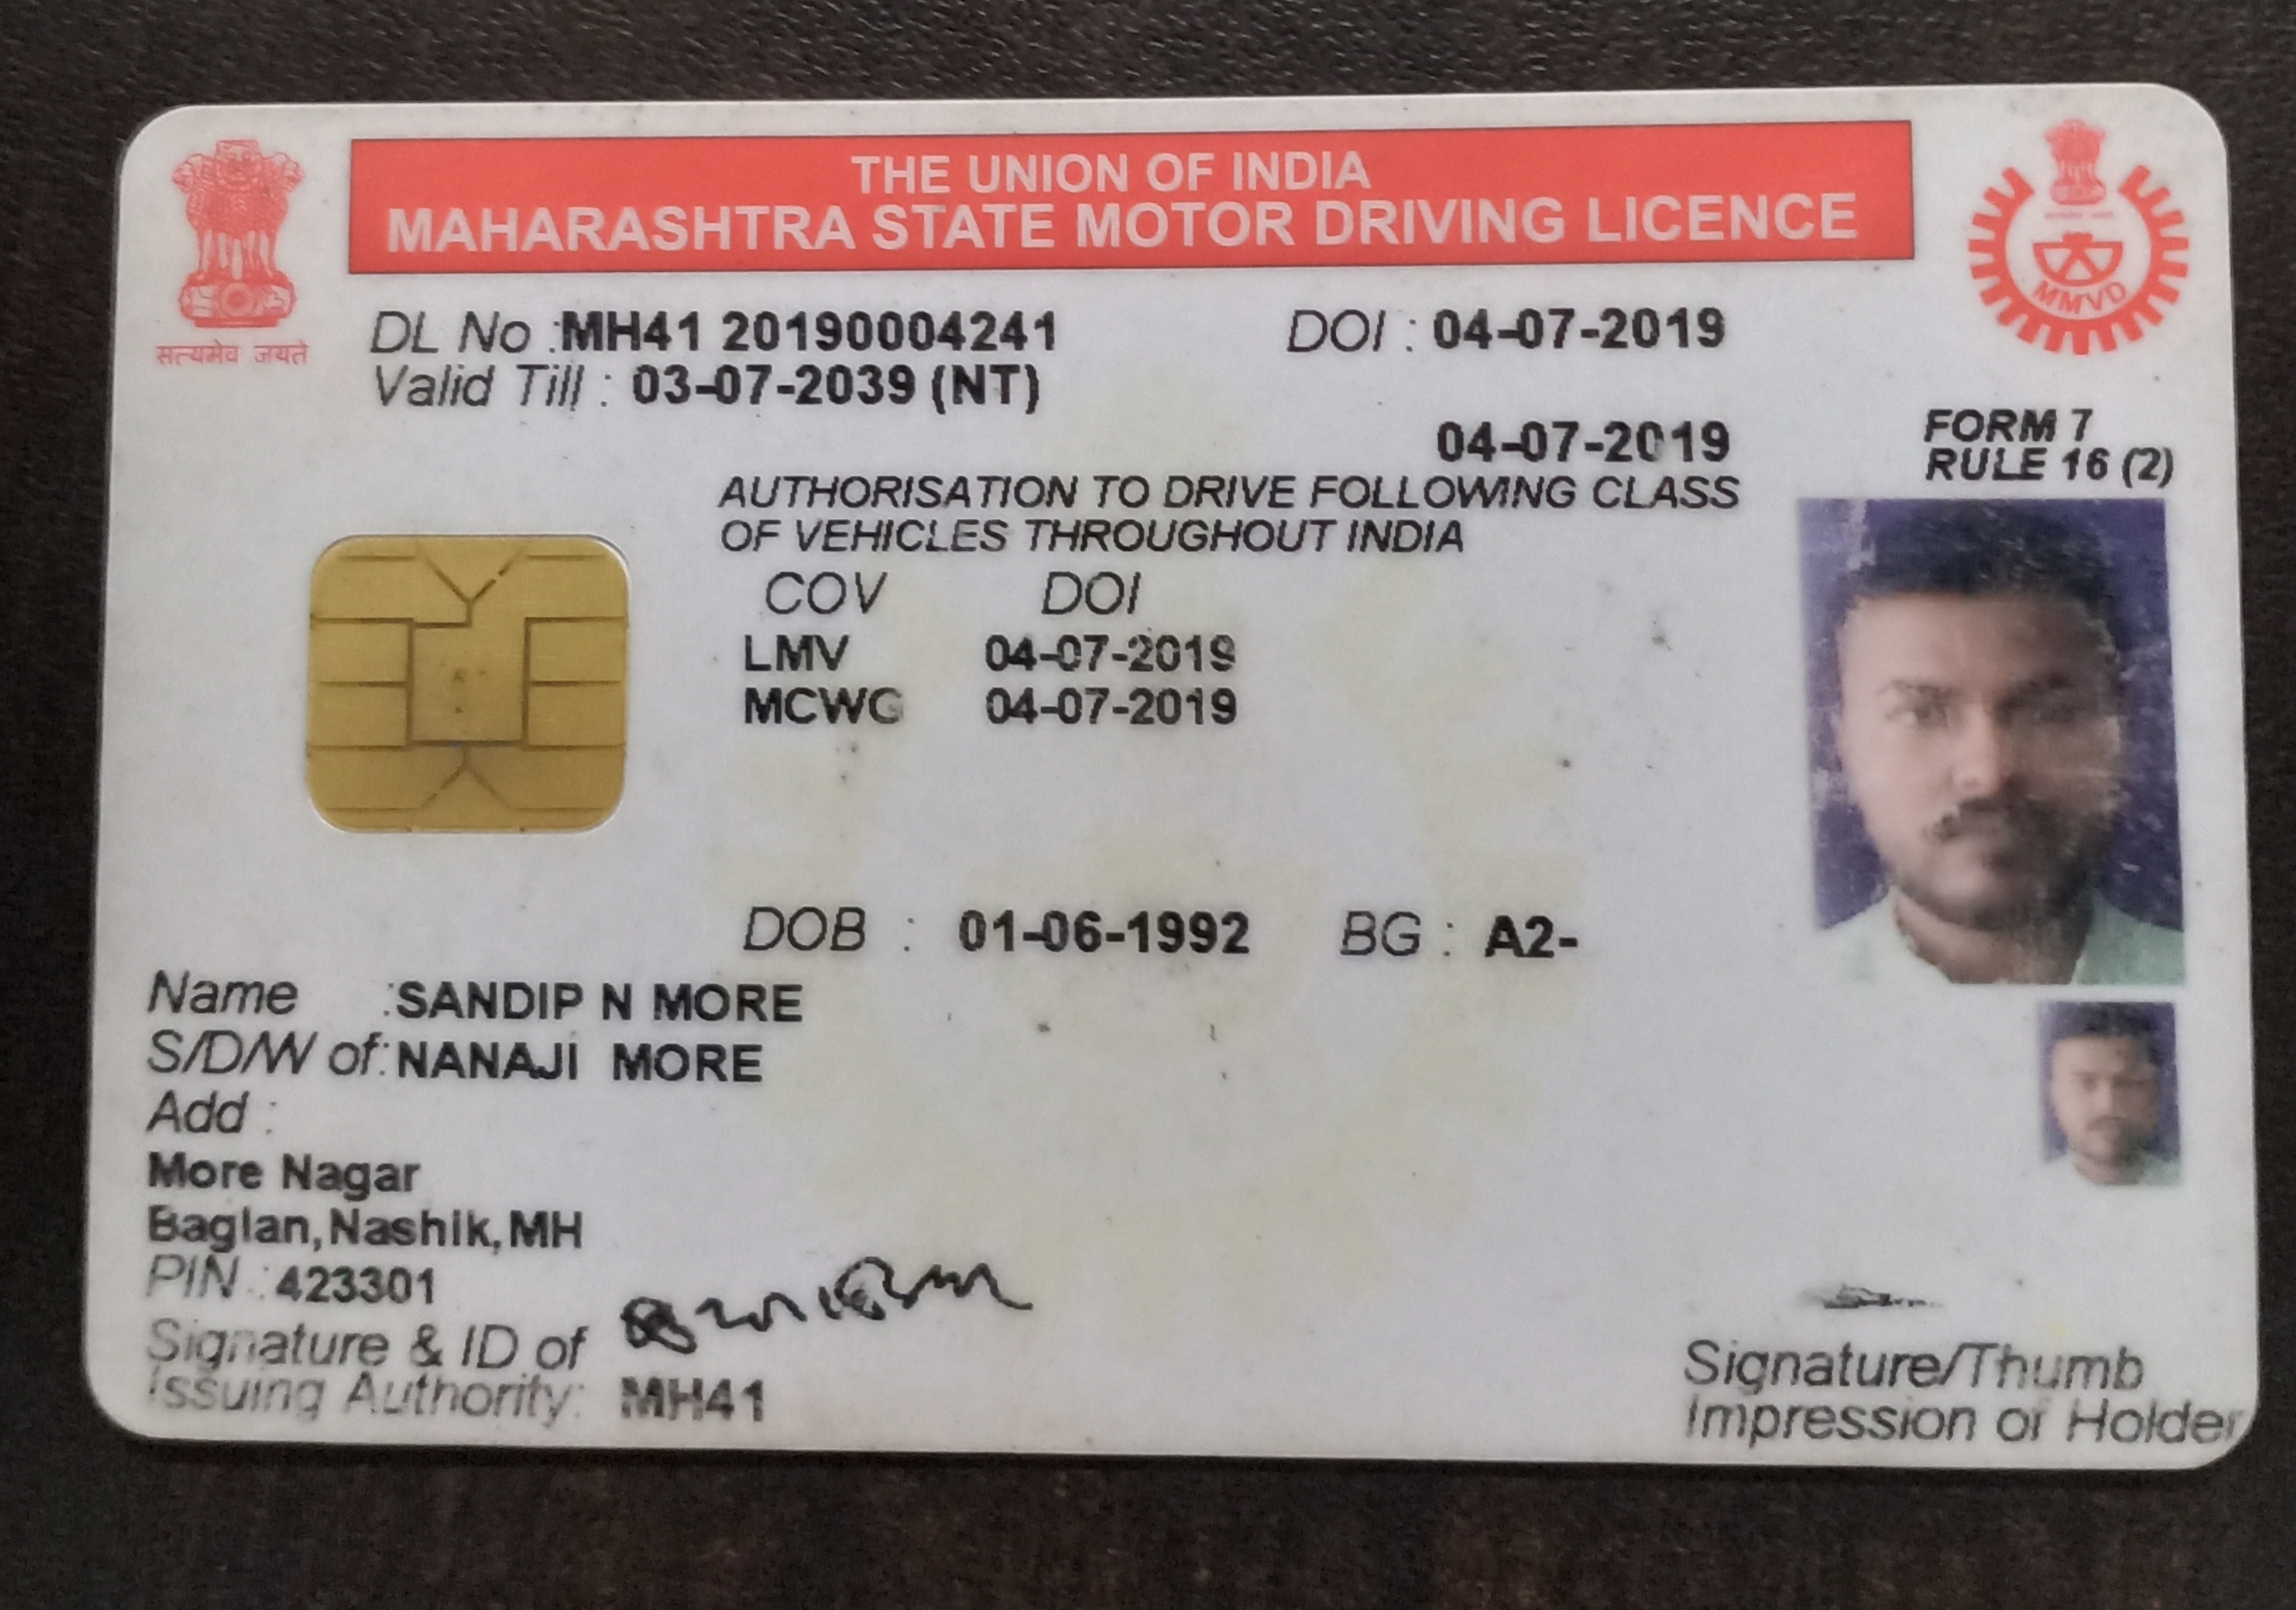 THE UNION OF INDIA
MAHARASHTRA STATE MOTOR DRIVING LICENCE
सत्यमेव जयते
MMVD
DL No :MH41 20190004241 DOI : 04-07-2019
Valid Till : 03-07-2039 (NT)
04-07-2019
FORM 7
RULE 16 (2)
AUTHORISATION TO DRIVE FOLLOWING CLASS
OF VEHICLES THROUGHOUT INDIA
COV DOI
LMV 04-07-2019
MCWG 04-07-2019
DOB : 01-06-1992 BG : A2-
Name :SANDIP N MORE
S/D/W of:NANAJI MORE
Add :
More Nagar
Baglan,Nashik,MH
PIN :423301
Signature & ID of
Issuing Authority: MH41
Signature/Thumb
Impression of Holder